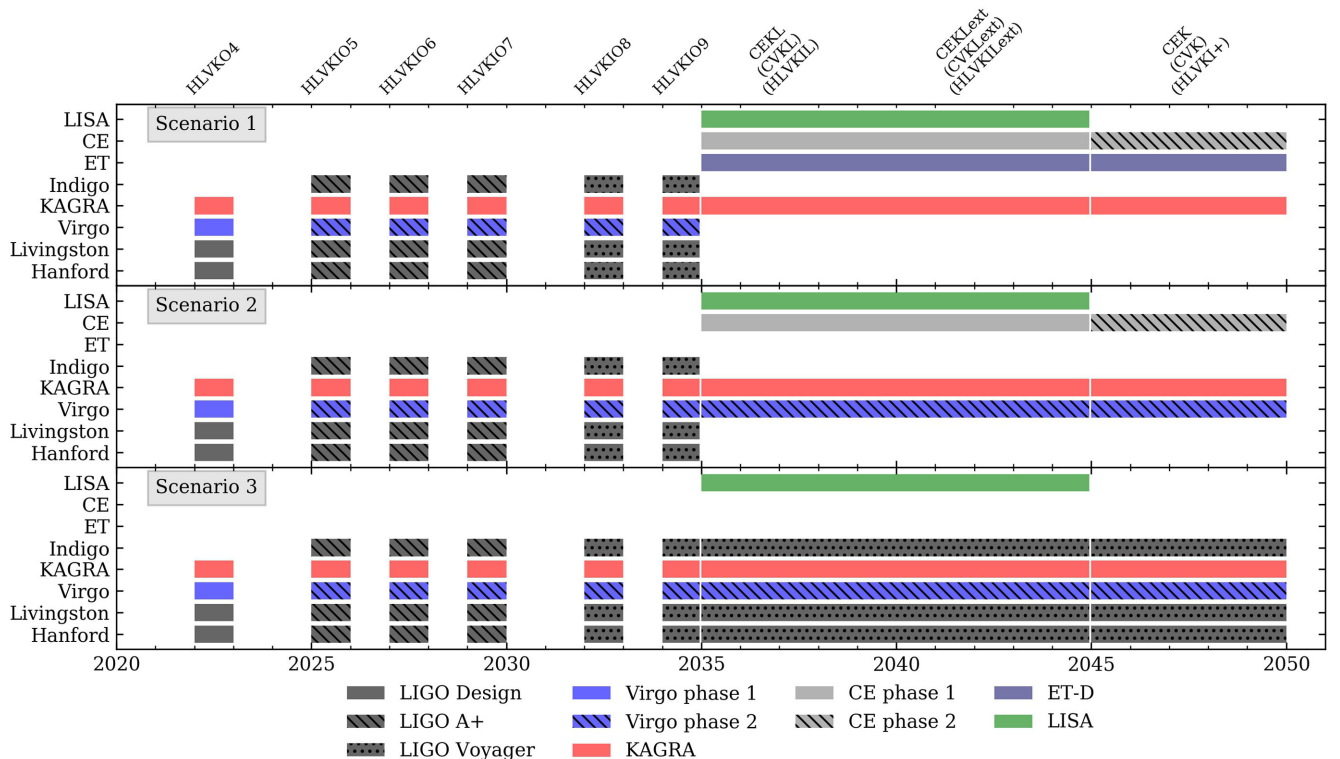 HLVKO4
HLVKIO5
HLVKIO6
HLVKIO7
HLVKIO8
HLVKIO9
CEKL
(CVKL)
(HLVKIL)
CEKLext
(CVKLext)
(HLVKILext)
CEK
(CVK)
(HLVKI+)
Scenario 1
LISA
CE
ET
Indigo
KAGRA
Virgo
Livingston
Hanford
Scenario 2
LISA
CE
ET
Indigo
KAGRA
Virgo
Livingston
Hanford
Scenario 3
LISA
CE
ET
Indigo
KAGRA
Virgo
Livingston
Hanford
2020 2025 2030 2035 2040 2045 2050
LIGO Design
LIGO A+
LIGO Voyager
Virgo phase 1
Virgo phase 2
KAGRA
CE phase 1
CE phase 2
ET-D
LISA